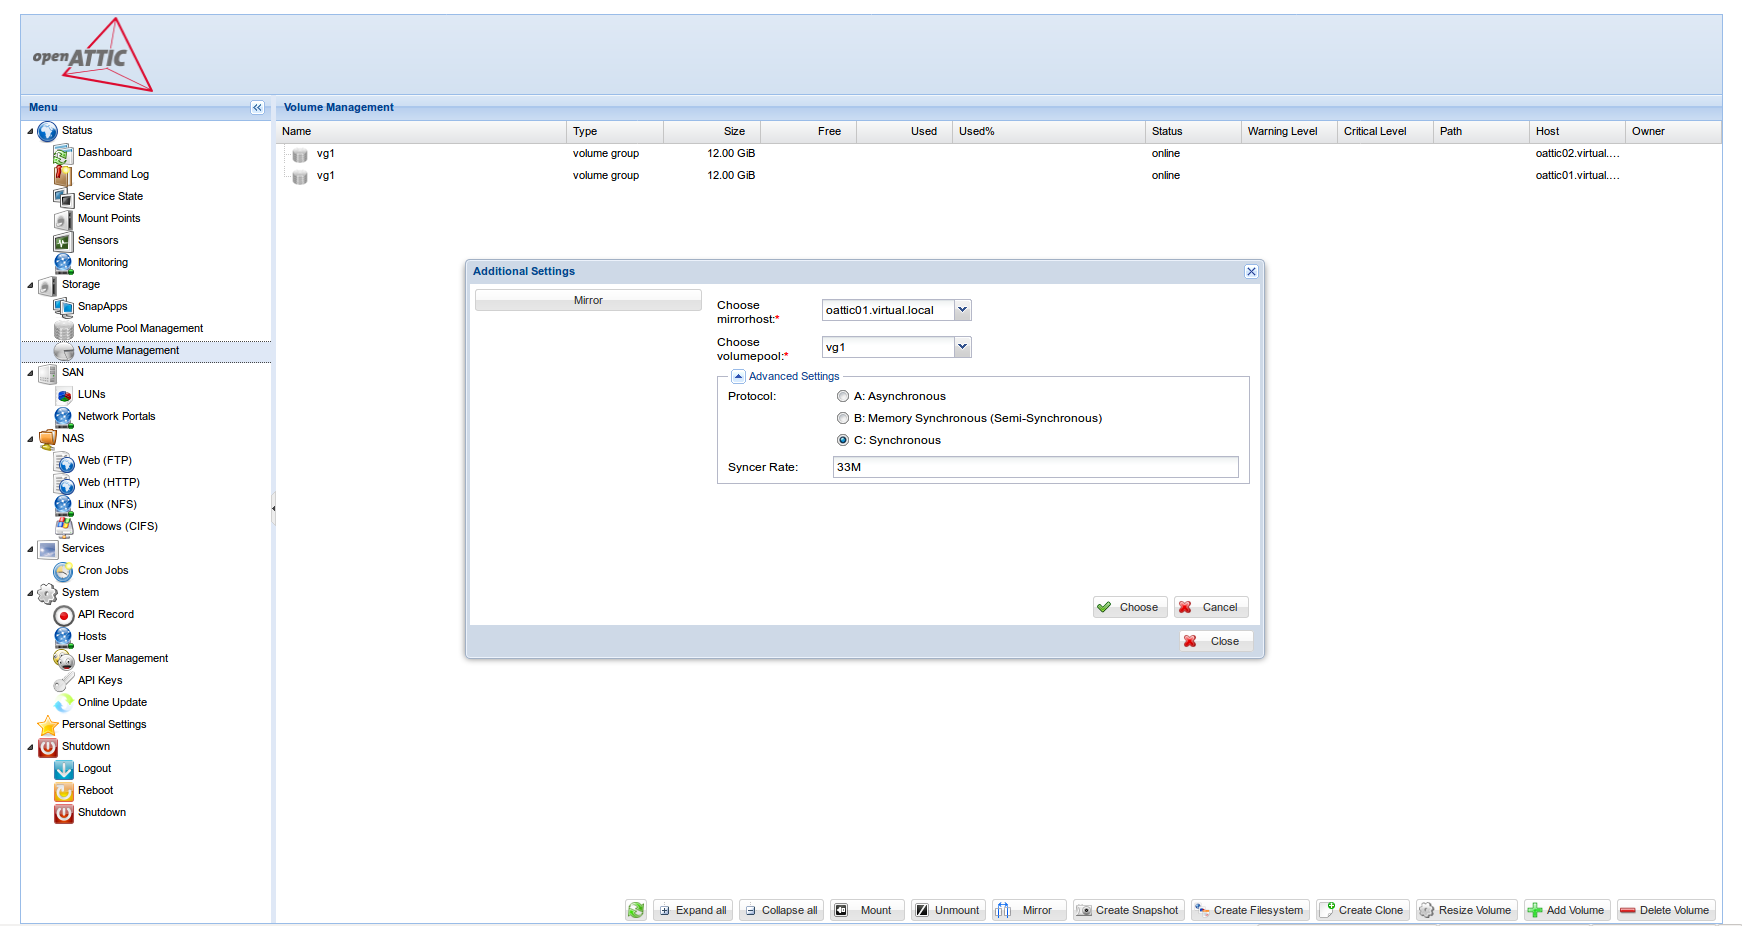 openATTIC
Menu
Status
Dashboard
Command Log
Service State
Mount Points
Sensors
Monitoring
Storage
SnapApps
Volume Pool Management
Volume Management
SAN
LUNs
Network Portals
NAS
Web (FTP)
Web (HTTP)
Linux (NFS)
Windows (CIFS)
Services
Cron Jobs
System
API Record
Hosts
User Management
API Keys
Online Update
Personal Settings
Shutdown
Logout
Reboot
Shutdown
Volume Management
Name Type Size Free Used Used% Status Warning Level Critical Level Path Host Owner
vg1 volume group 12.00 GiB online oattic02.virtual....
vg1 volume group 12.00 GiB online oattic01.virtual....
Additional Settings
Mirror
Choose
mirrorhost:*
oattic01.virtual.local
Choose
volumepool:*
vg1
Advanced Settings
Protocol:
A: Asynchronous
B: Memory Synchronous (Semi-Synchronous)
C: Synchronous
Syncer Rate: 33M
Choose Cancel
Close
Expand all Collapse all Mount Unmount Mirror Create Snapshot Create Filesystem Create Clone Resize Volume Add Volume Delete Volume